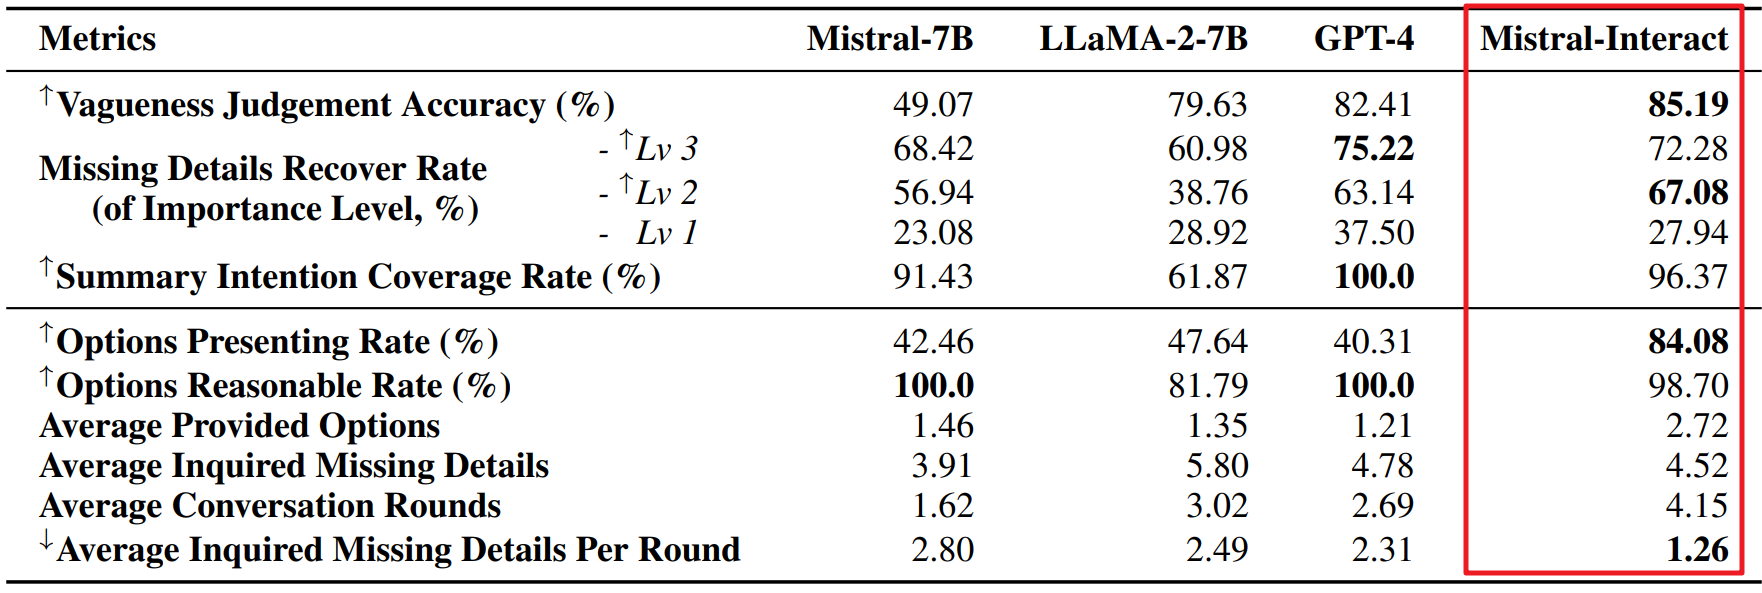 Metrics Mistral-7B LLaMA-2-7B GPT-4 Mistral-Interact
↑Vagueness Judgement Accuracy (%) 49.07 79.63 82.41 85.19
Missing Details Recover Rate
(of Importance Level, %)
- ↑Lv 3 68.42 60.98 75.22 72.28
- ↑Lv 2 56.94 38.76 63.14 67.08
- Lv 1 23.08 28.92 37.50 27.94
↑Summary Intention Coverage Rate (%) 91.43 61.87 100.0 96.37
↑Options Presenting Rate (%) 42.46 47.64 40.31 84.08
↑Options Reasonable Rate (%) 100.0 81.79 100.0 98.70
Average Provided Options 1.46 1.35 1.21 2.72
Average Inquired Missing Details 3.91 5.80 4.78 4.52
Average Conversation Rounds 1.62 3.02 2.69 4.15
↓Average Inquired Missing Details Per Round 2.80 2.49 2.31 1.26